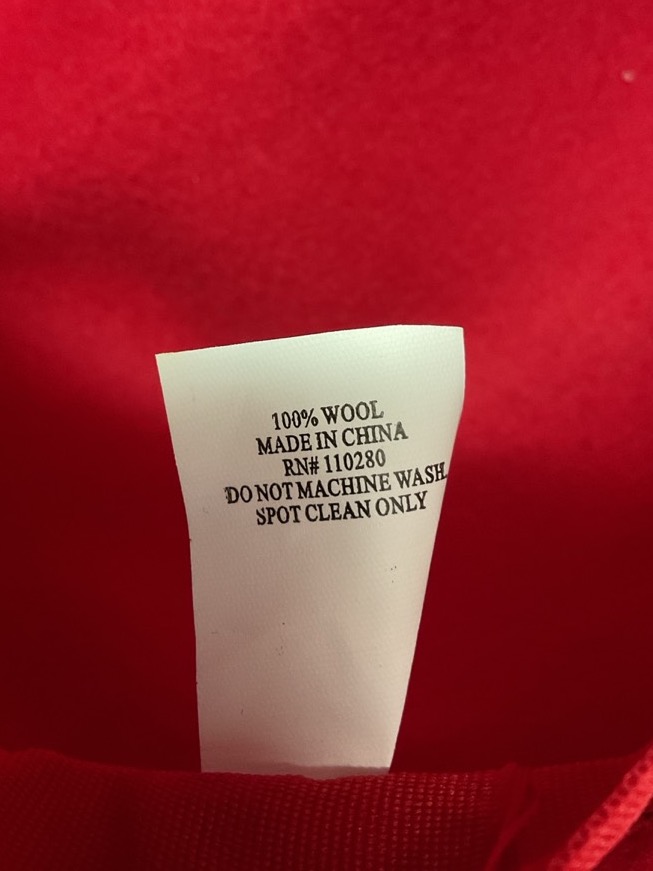 100% WOOL
MADE IN CHINA
RN# 110280
DO NOT MACHINE WASH.
SPOT CLEAN ONLY